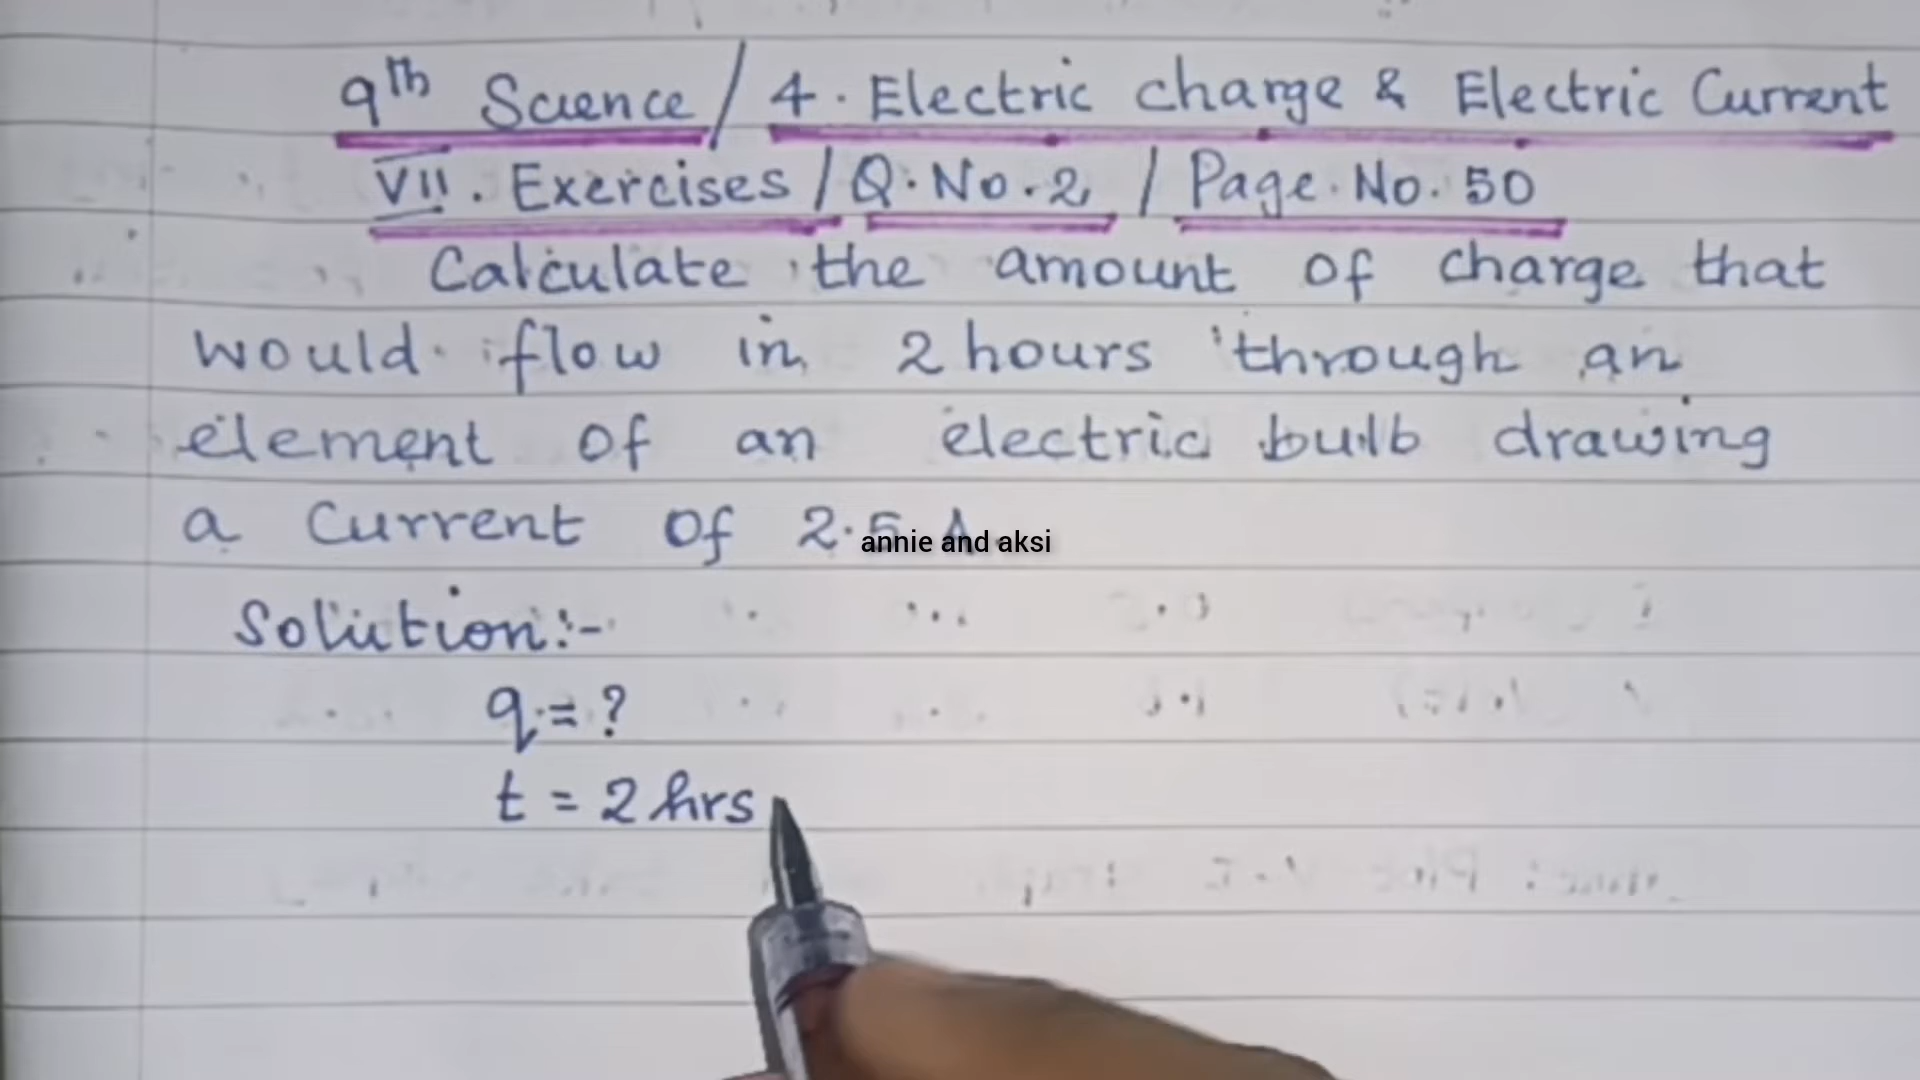 9th Science / 4. Electric charge & Electric Current
VII. Exercises / Q.No.2 / Page.No. 50
Calculate the amount of charge that
would flow in 2 hours through an
element of an electric bulb drawing
a Current of 2.5 A.
annie and aksi
Solution:-
q = ?
t = 2 hrs